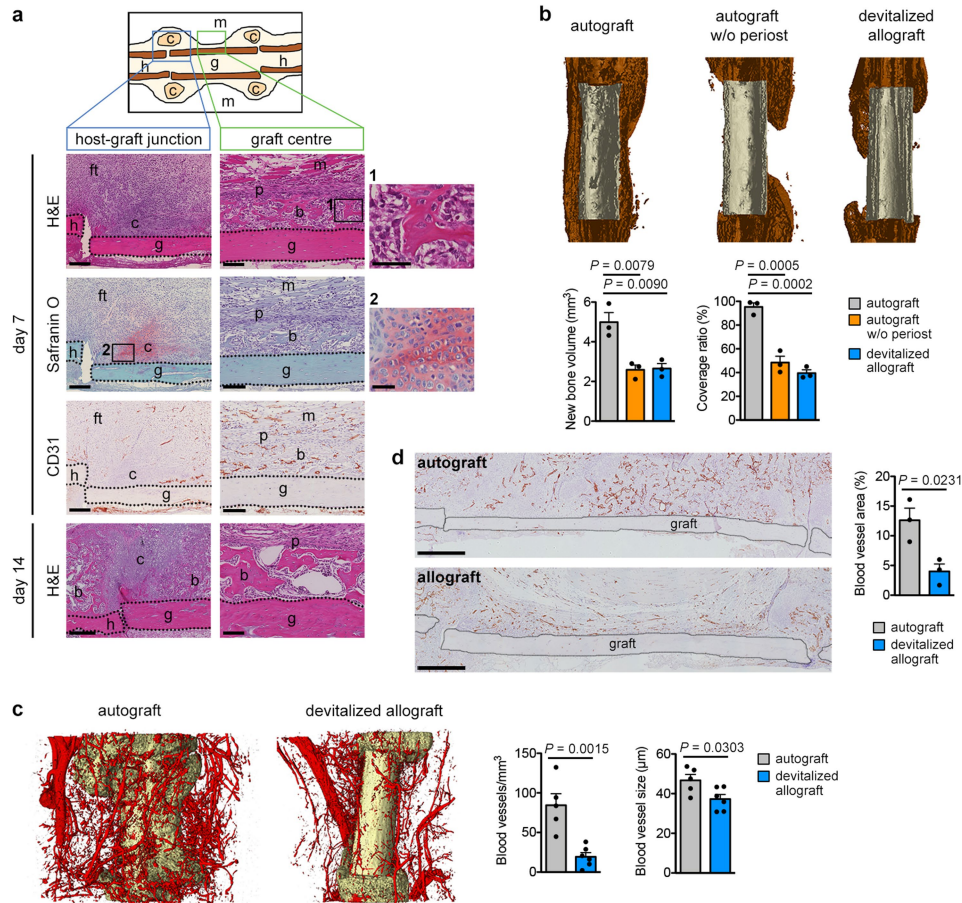 a
m
c
c
h
g
h
c
c
m
host-graft junction
graft centre
day 7
H&E
ft
h
c
g
m
p
b
1
g
1
Safranin O
ft
h
2
c
g
m
p
b
g
2
CD31
ft
h
c
g
m
p
b
g
day 14
H&E
c
b
b
h
g
p
b
g
b
autograft
autograft
w/o periost
devitalized
allograft
P = 0.0079
P = 0.0090
New bone volume (mm³)
6
4
2
0
P = 0.0005
P = 0.0002
Coverage ratio (%)
100
80
60
40
20
0
autograft
autograft
w/o periost
devitalized
allograft
d
autograft
graft
allograft
graft
P = 0.0231
Blood vessel area (%)
20
15
10
5
0
autograft
devitalized
allograft
c
autograft
devitalized allograft
P = 0.0015
Blood vessels/mm³
150
100
50
0
P = 0.0303
Blood vessel size (µm)
60
40
20
0
autograft
devitalized
allograft